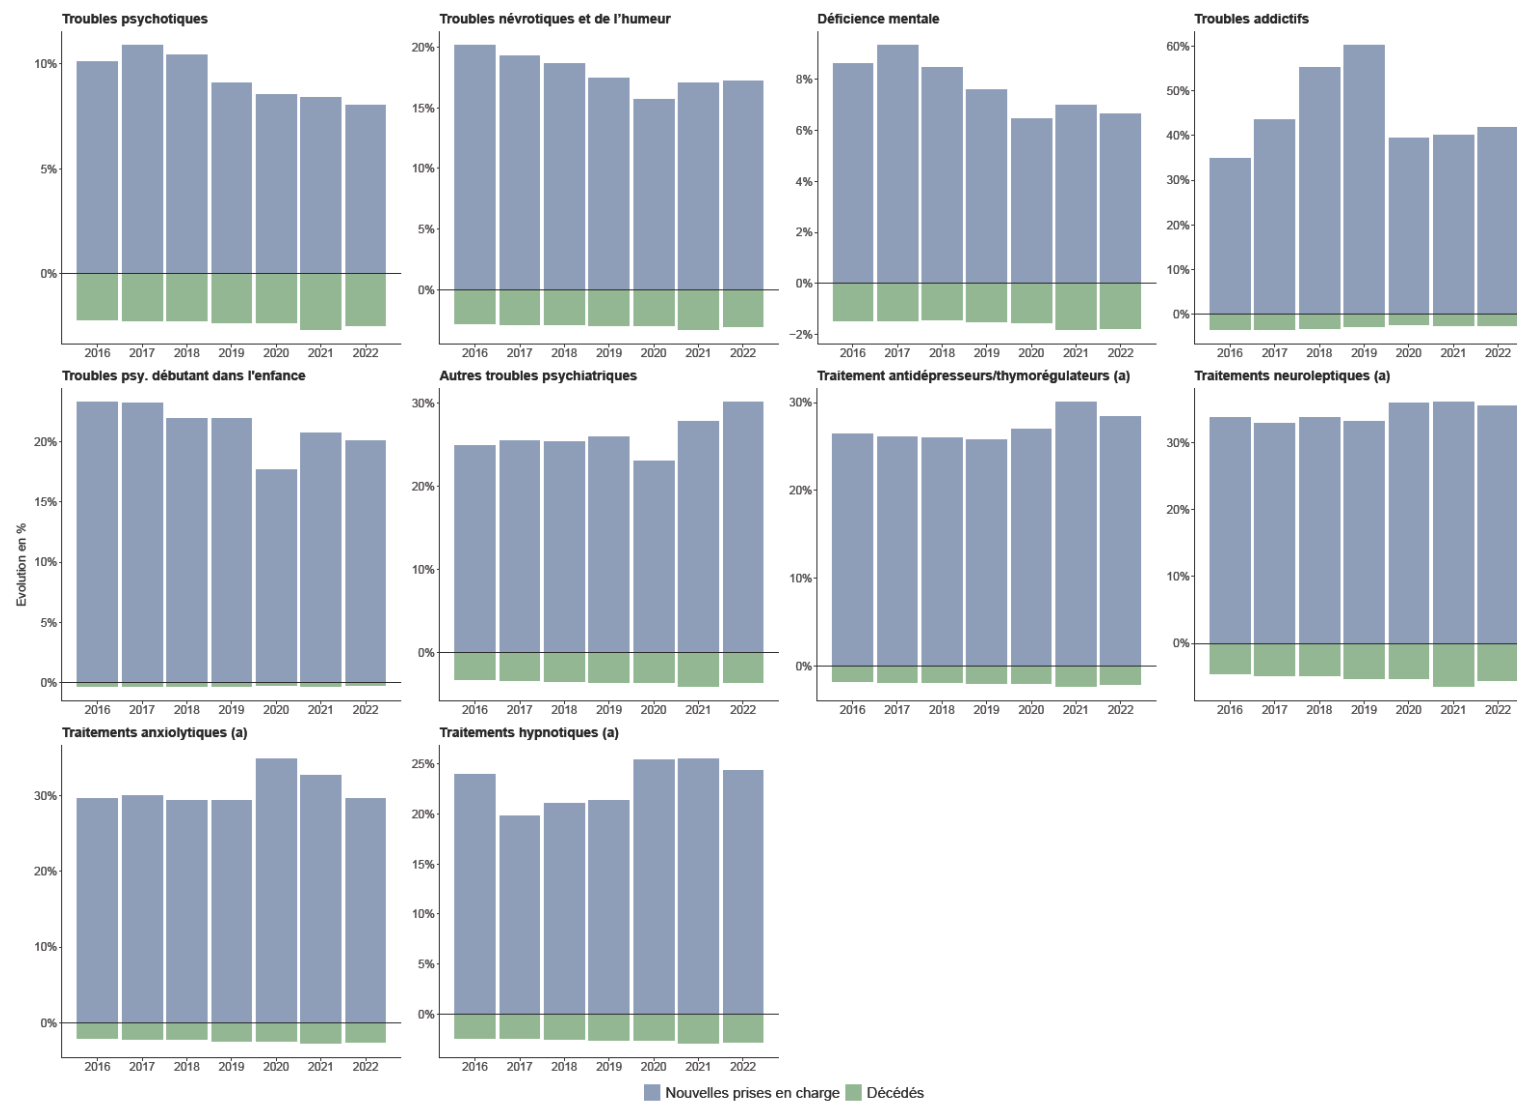 Troubles psychotiques
10%
5%
0%
2016 2017 2018 2019 2020 2021 2022
Troubles névrotiques et de l’humeur
20%
15%
10%
5%
0%
2016 2017 2018 2019 2020 2021 2022
Déficience mentale
8%
6%
4%
2%
0%
−2%
2016 2017 2018 2019 2020 2021 2022
Troubles addictifs
60%
50%
40%
30%
20%
10%
0%
2016 2017 2018 2019 2020 2021 2022
Evolution en %
Troubles psy. débutant dans l'enfance
20%
15%
10%
5%
0%
2016 2017 2018 2019 2020 2021 2022
Autres troubles psychiatriques
30%
20%
10%
0%
2016 2017 2018 2019 2020 2021 2022
Traitement antidépresseurs/thymorégulateurs (a)
30%
20%
10%
0%
2016 2017 2018 2019 2020 2021 2022
Traitements neuroleptiques (a)
30%
20%
10%
0%
2016 2017 2018 2019 2020 2021 2022
Traitements anxiolytiques (a)
30%
20%
10%
0%
2016 2017 2018 2019 2020 2021 2022
Traitements hypnotiques (a)
25%
20%
15%
10%
5%
0%
2016 2017 2018 2019 2020 2021 2022
Nouvelles prises en charge Décédés